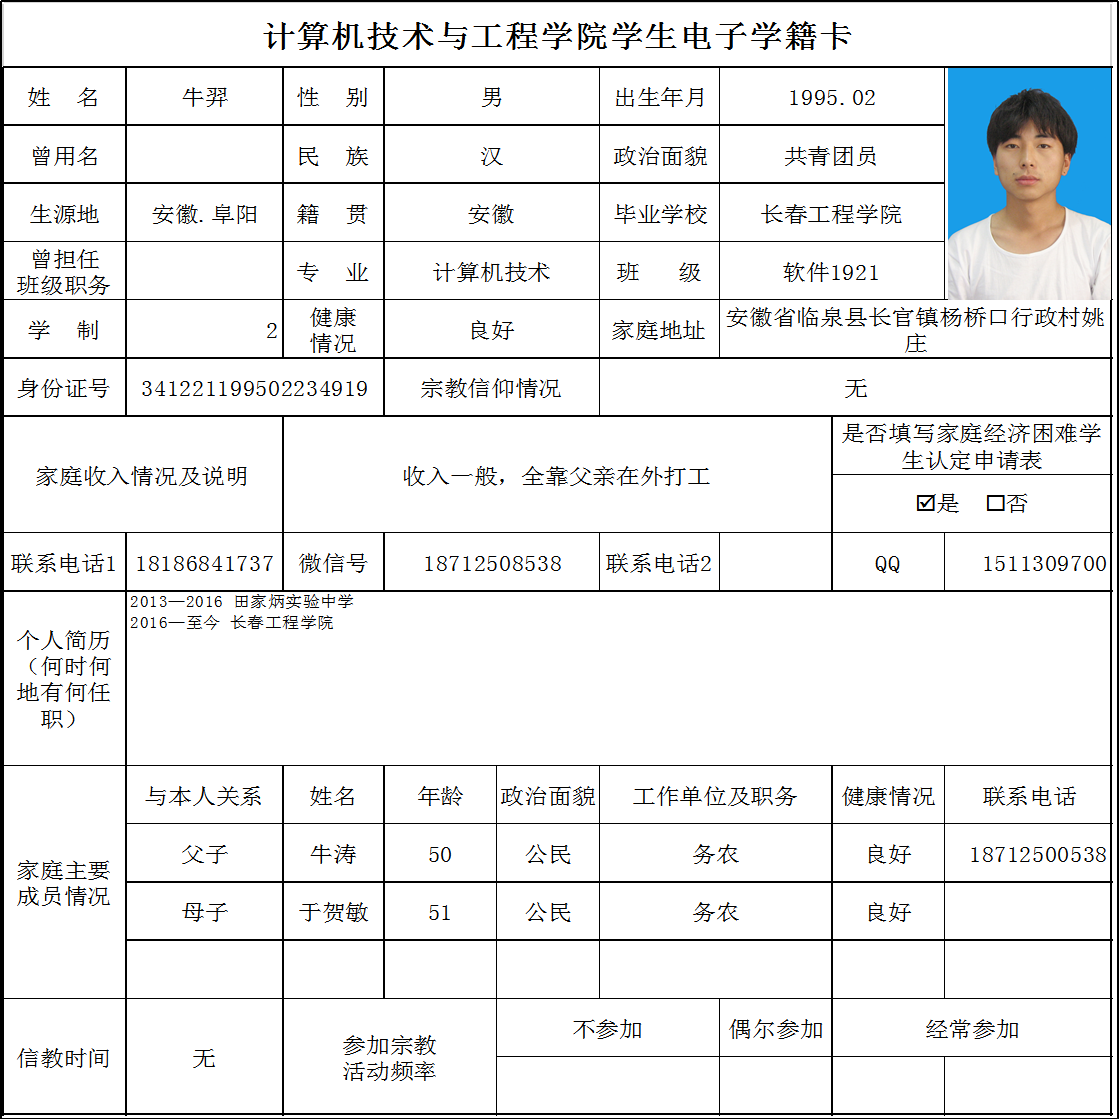 计算机技术与工程学院学生电子学籍卡
姓 名 牛羿 性 别 男 出生年月 1995.02
曾用名 民 族 汉 政治面貌 共青团员
生源地 安徽.阜阳 籍 贯 安徽 毕业学校 长春工程学院
曾担任
班级职务 专 业 计算机技术 班 级 软件1921
学 制 2 健康
情况 良好 家庭地址 安徽省临泉县长官镇杨桥口行政村姚
庄
身份证号 341221199502234919 宗教信仰情况 无
家庭收入情况及说明 收入一般，全靠父亲在外打工 是否填写家庭经济困难学
生认定申请表
☑是 ☐否
联系电话1 18186841737 微信号 18712508538 联系电话2 QQ 1511309700
个人简历
（何时何
地有何任
职）
2013—2016 田家炳实验中学
2016—至今 长春工程学院
家庭主要
成员情况
与本人关系 姓名 年龄 政治面貌 工作单位及职务 健康情况 联系电话
父子 牛涛 50 公民 务农 良好 18712500538
母子 于贺敏 51 公民 务农 良好
信教时间 无 参加宗教
活动频率 不参加 偶尔参加 经常参加